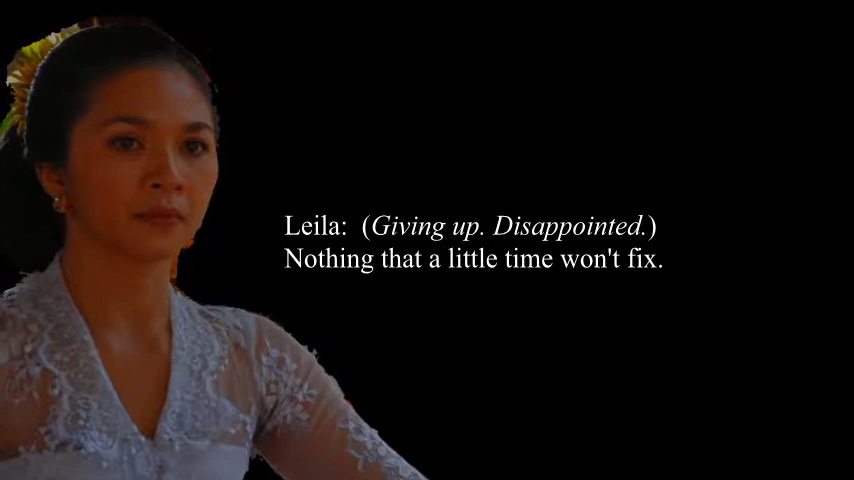 Leila:  (Giving up. Disappointed.)
Nothing that a little time won't fix.